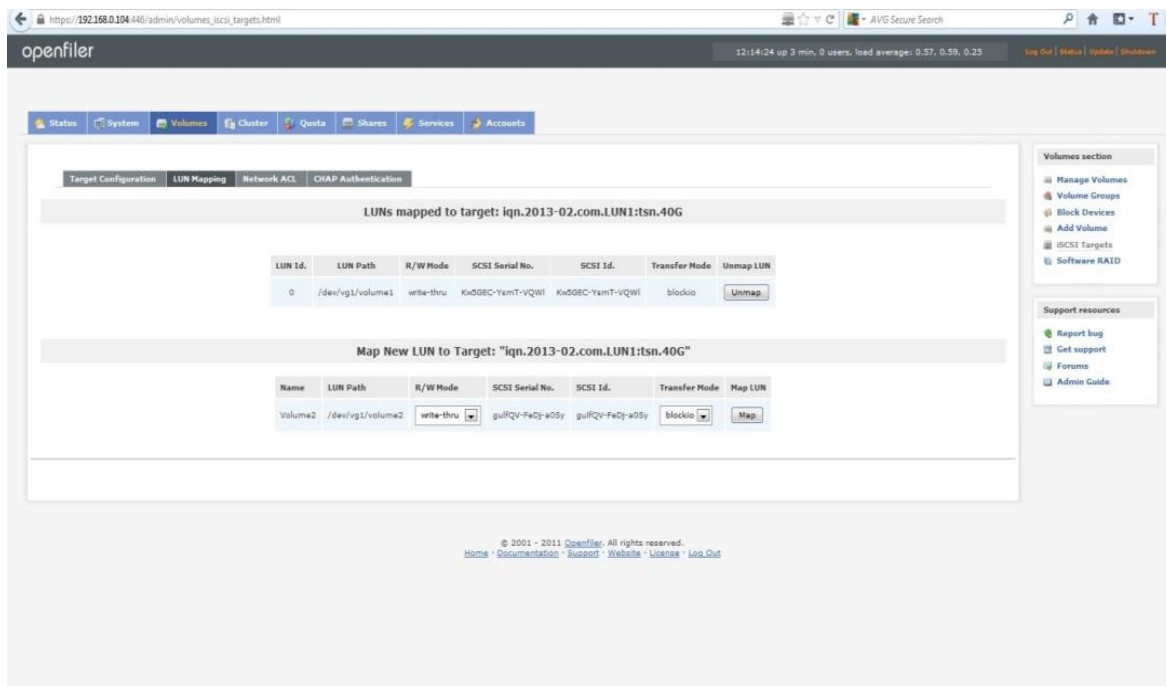 https://192.168.0.104:446/admin/volumes_iscsi_targets.html
AVG Secure Search
openfiler
12:14:24 up 3 min, 0 users, load average: 0.57, 0.59, 0.25
Log Out | Status | Update | Shutdown
Status System Volumes Cluster Quota Shares Services Accounts
Target Configuration LUN Mapping Network ACL CHAP Authentication
LUNs mapped to target: iqn.2013-02.com.LUN1:tsn.40G
LUN Id. LUN Path R/W Mode SCSI Serial No. SCSI Id. Transfer Mode Unmap LUN
0 /dev/vg1/volume1 write-thru Kw5GEC-YsmT-VQWl Kw5GEC-YsmT-VQWl blockio Unmap
Map New LUN to Target: "iqn.2013-02.com.LUN1:tsn.40G"
Name LUN Path R/W Mode SCSI Serial No. SCSI Id. Transfer Mode Map LUN
Volume2 /dev/vg1/volume2 write-thru gulfQV-FeDj-a0Sy gulfQV-FeDj-a0Sy blockio Map
Volumes section
Manage Volumes
Volume Groups
Block Devices
Add Volume
iSCSI Targets
Software RAID
Support resources
Report bug
Get support
Forums
Admin Guide
© 2001 - 2011 Openfiler. All rights reserved.
Home · Documentation · Support · Website · License · Log Out